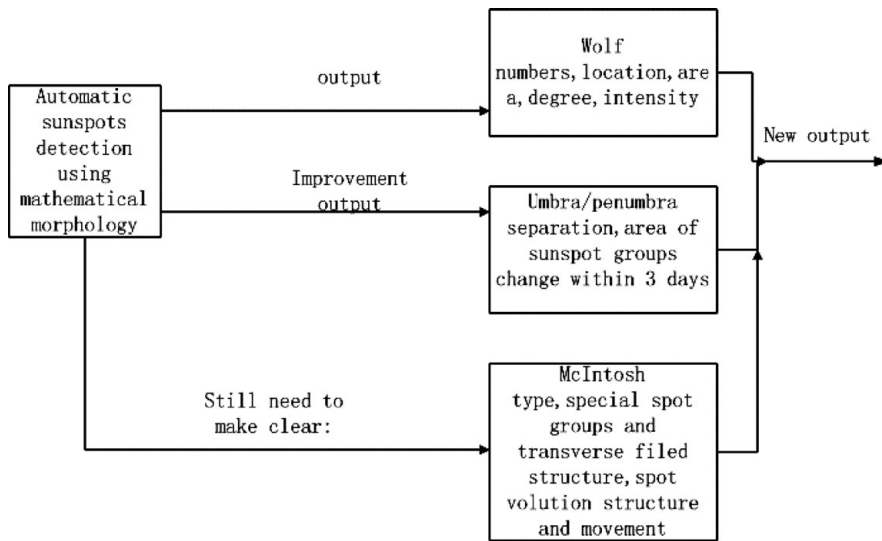 Automatic
sunspots
detection
using
mathematical
morphology
output
Wolf
numbers, location, are
a, degree, intensity
New output
Improvement
output
Umbra/penumbra
separation, area of
sunspot groups
change within 3 days
Still need to
make clear:
McIntosh
type, special spot
groups and
transverse filed
structure, spot
volution structure
and movement